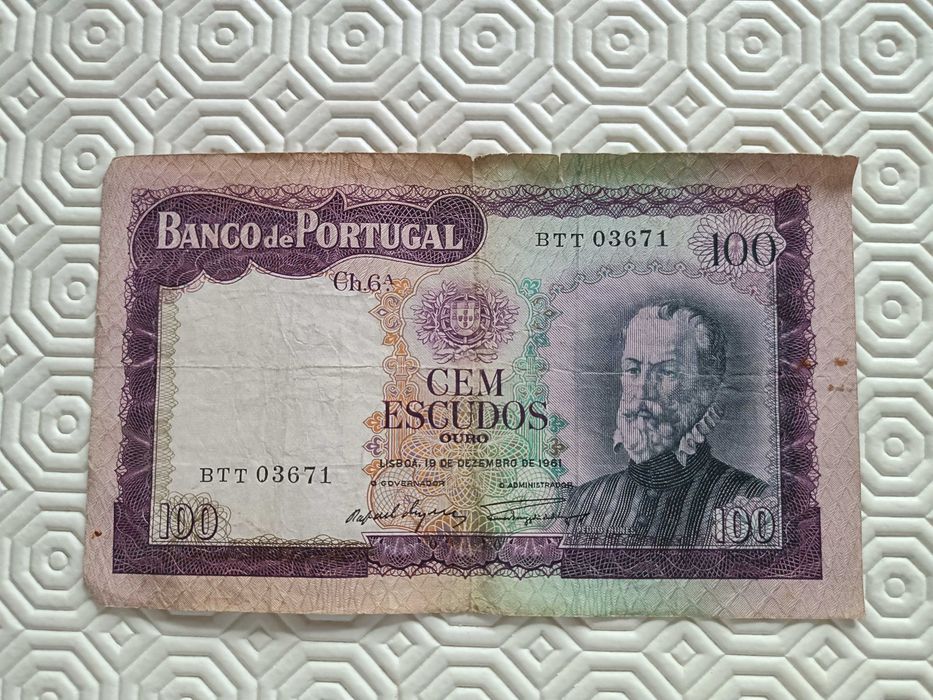 BANCO de PORTUGAL
BTT 03671
100
Ch.6A
CEM
ESCUDOS
OURO
LISBOA, 19 DE DEZEMBRO DE 1961
O GOVERNADOR
O ADMINISTRADOR
BTT 03671
100
100